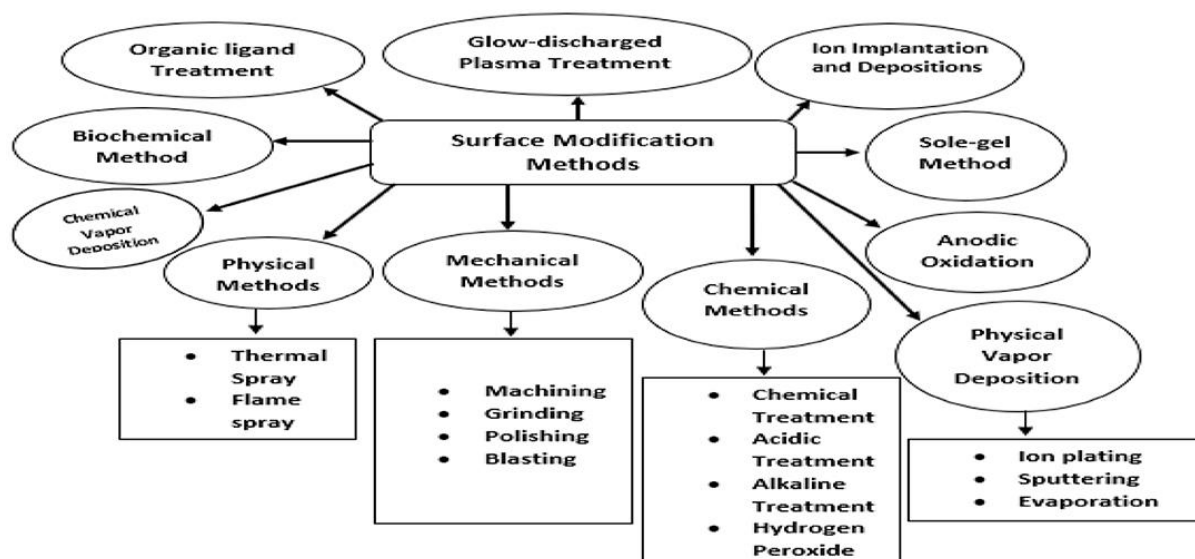 Organic ligand
Treatment
Glow-discharged
Plasma Treatment
Ion Implantation
and Depositions
Biochemical
Method
Surface Modification
Methods
Sole-gel
Method
Chemical
Vapor
Deposition
Physical
Methods
Mechanical
Methods
Chemical
Methods
Anodic
Oxidation
Physical
Vapor
Deposition
• Thermal
Spray
• Flame
spray
• Machining
• Grinding
• Polishing
• Blasting
• Chemical
Treatment
• Acidic
Treatment
• Alkaline
Treatment
• Hydrogen
Peroxide
• Ion plating
• Sputtering
• Evaporation